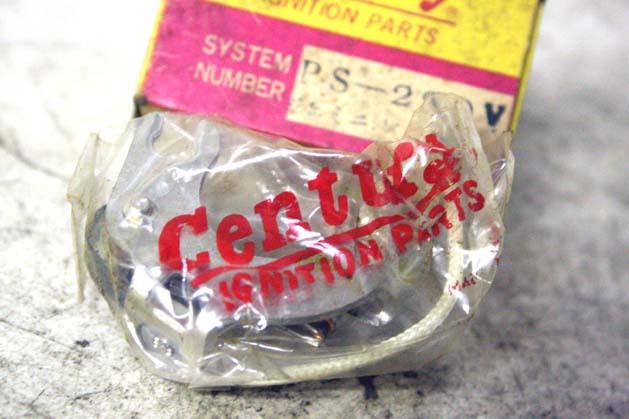 IGNITION PARTS
SYSTEM
NUMBER
Century
IGNITION PARTS